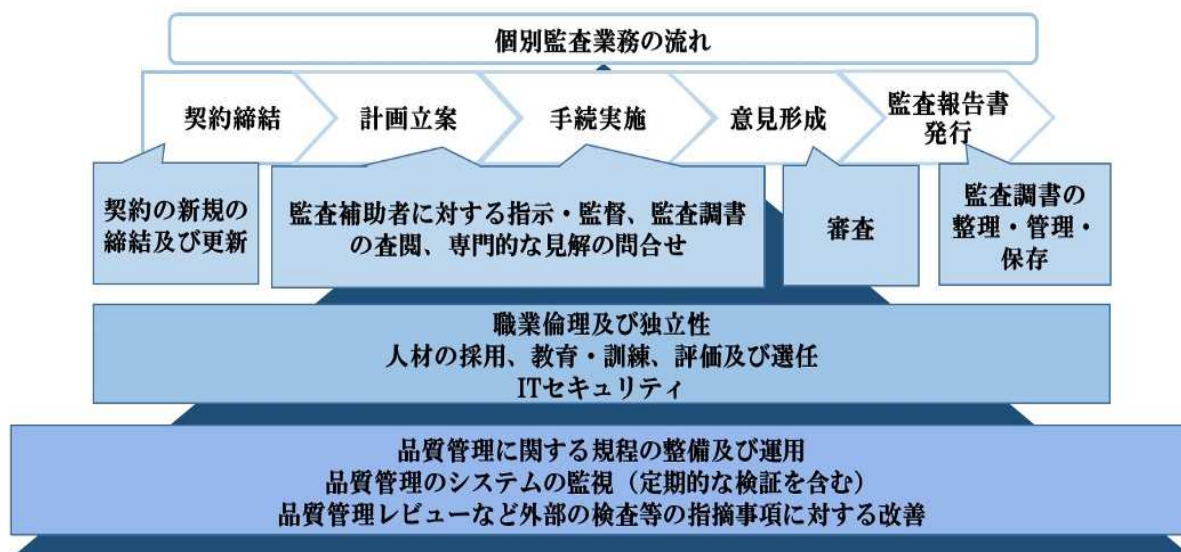 個別監査業務の流れ
契約締結
計画立案
手続実施
意見形成
監査報告書
発行
契約の新規の
締結及び更新
監査補助者に対する指示・監督、監査調書
の査閲、専門的な見解の問合せ
審査
監査調書の
整理・管理・
保存
職業倫理及び独立性
人材の採用、教育・訓練、評価及び選任
ITセキュリティ
品質管理に関する規程の整備及び運用
品質管理のシステムの監視（定期的な検証を含む）
品質管理レビューなど外部の検査等の指摘事項に対する改善